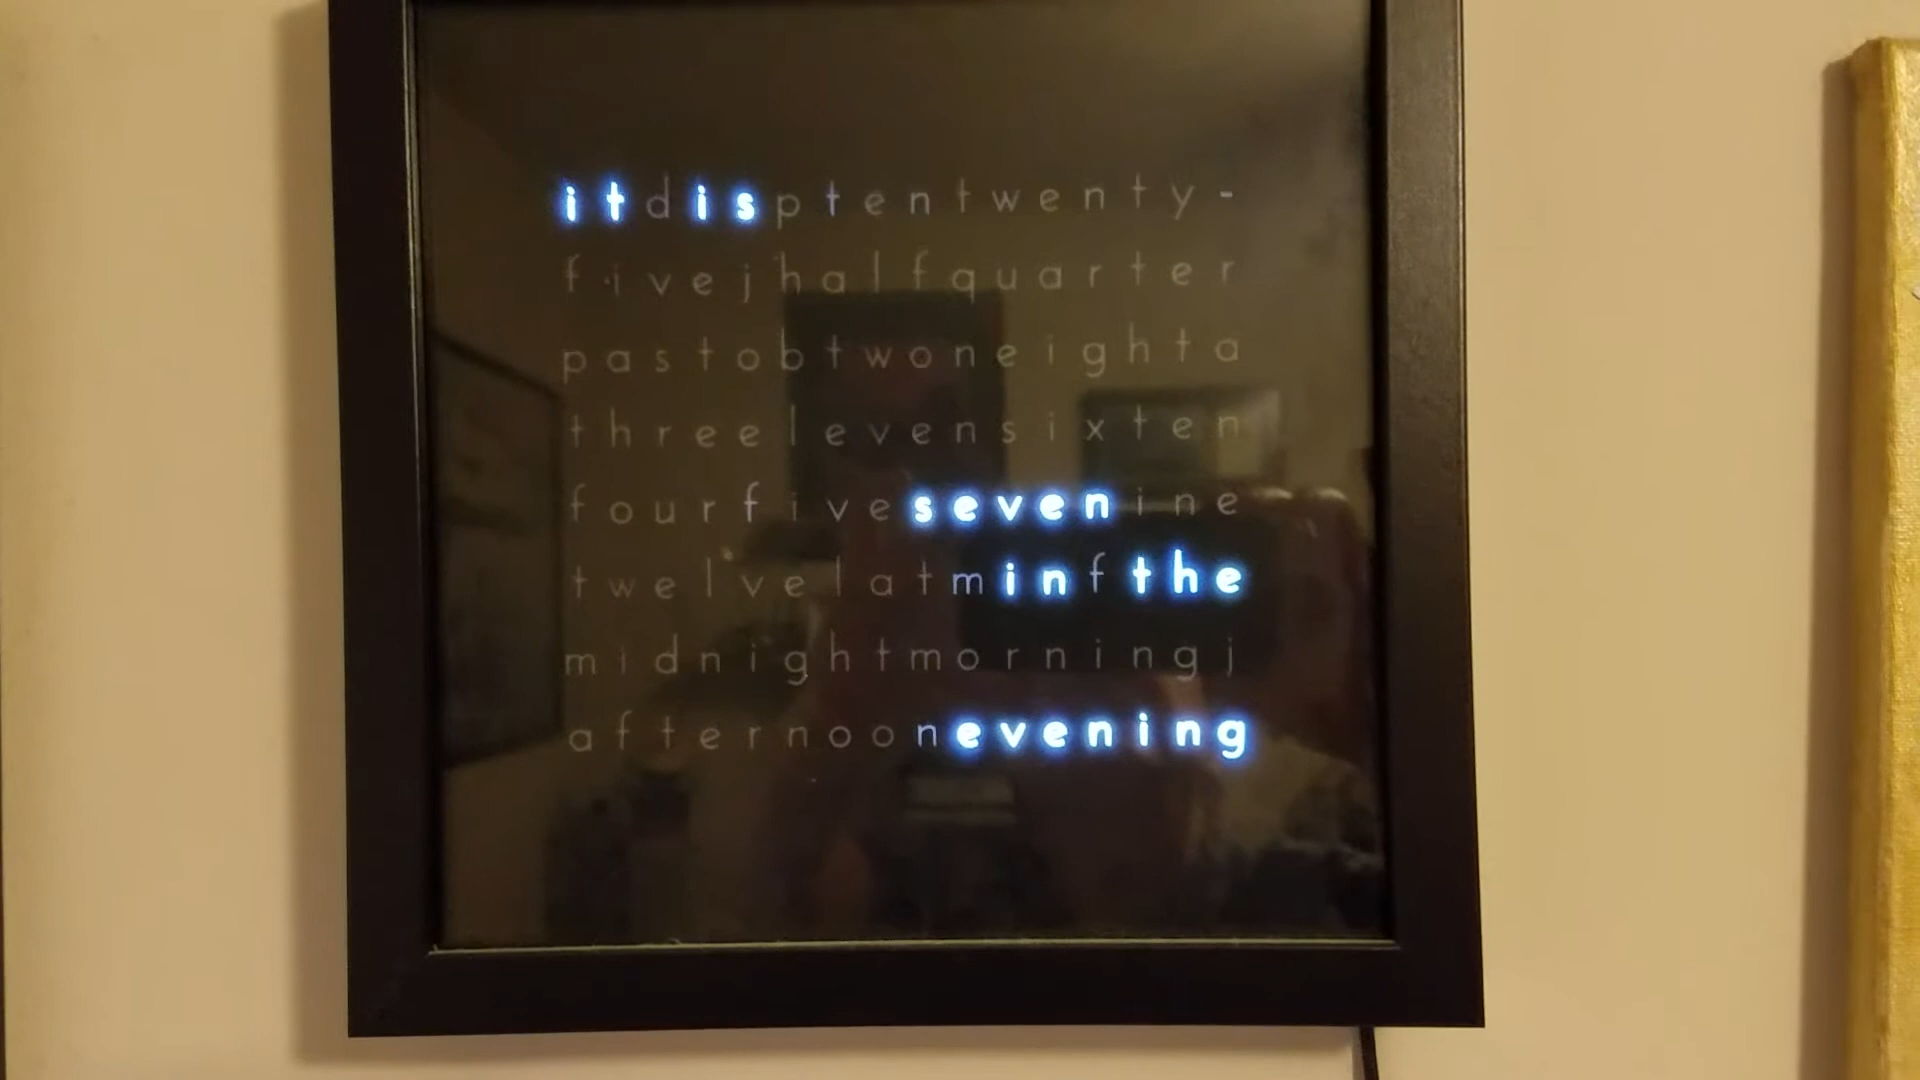 itdisptentwenty-
fivejhalfquarter
pastobtwoneighta
threelevensixten
fourfivesevenine
twelvelatminfthe
midnightmorningj
afternoonevening